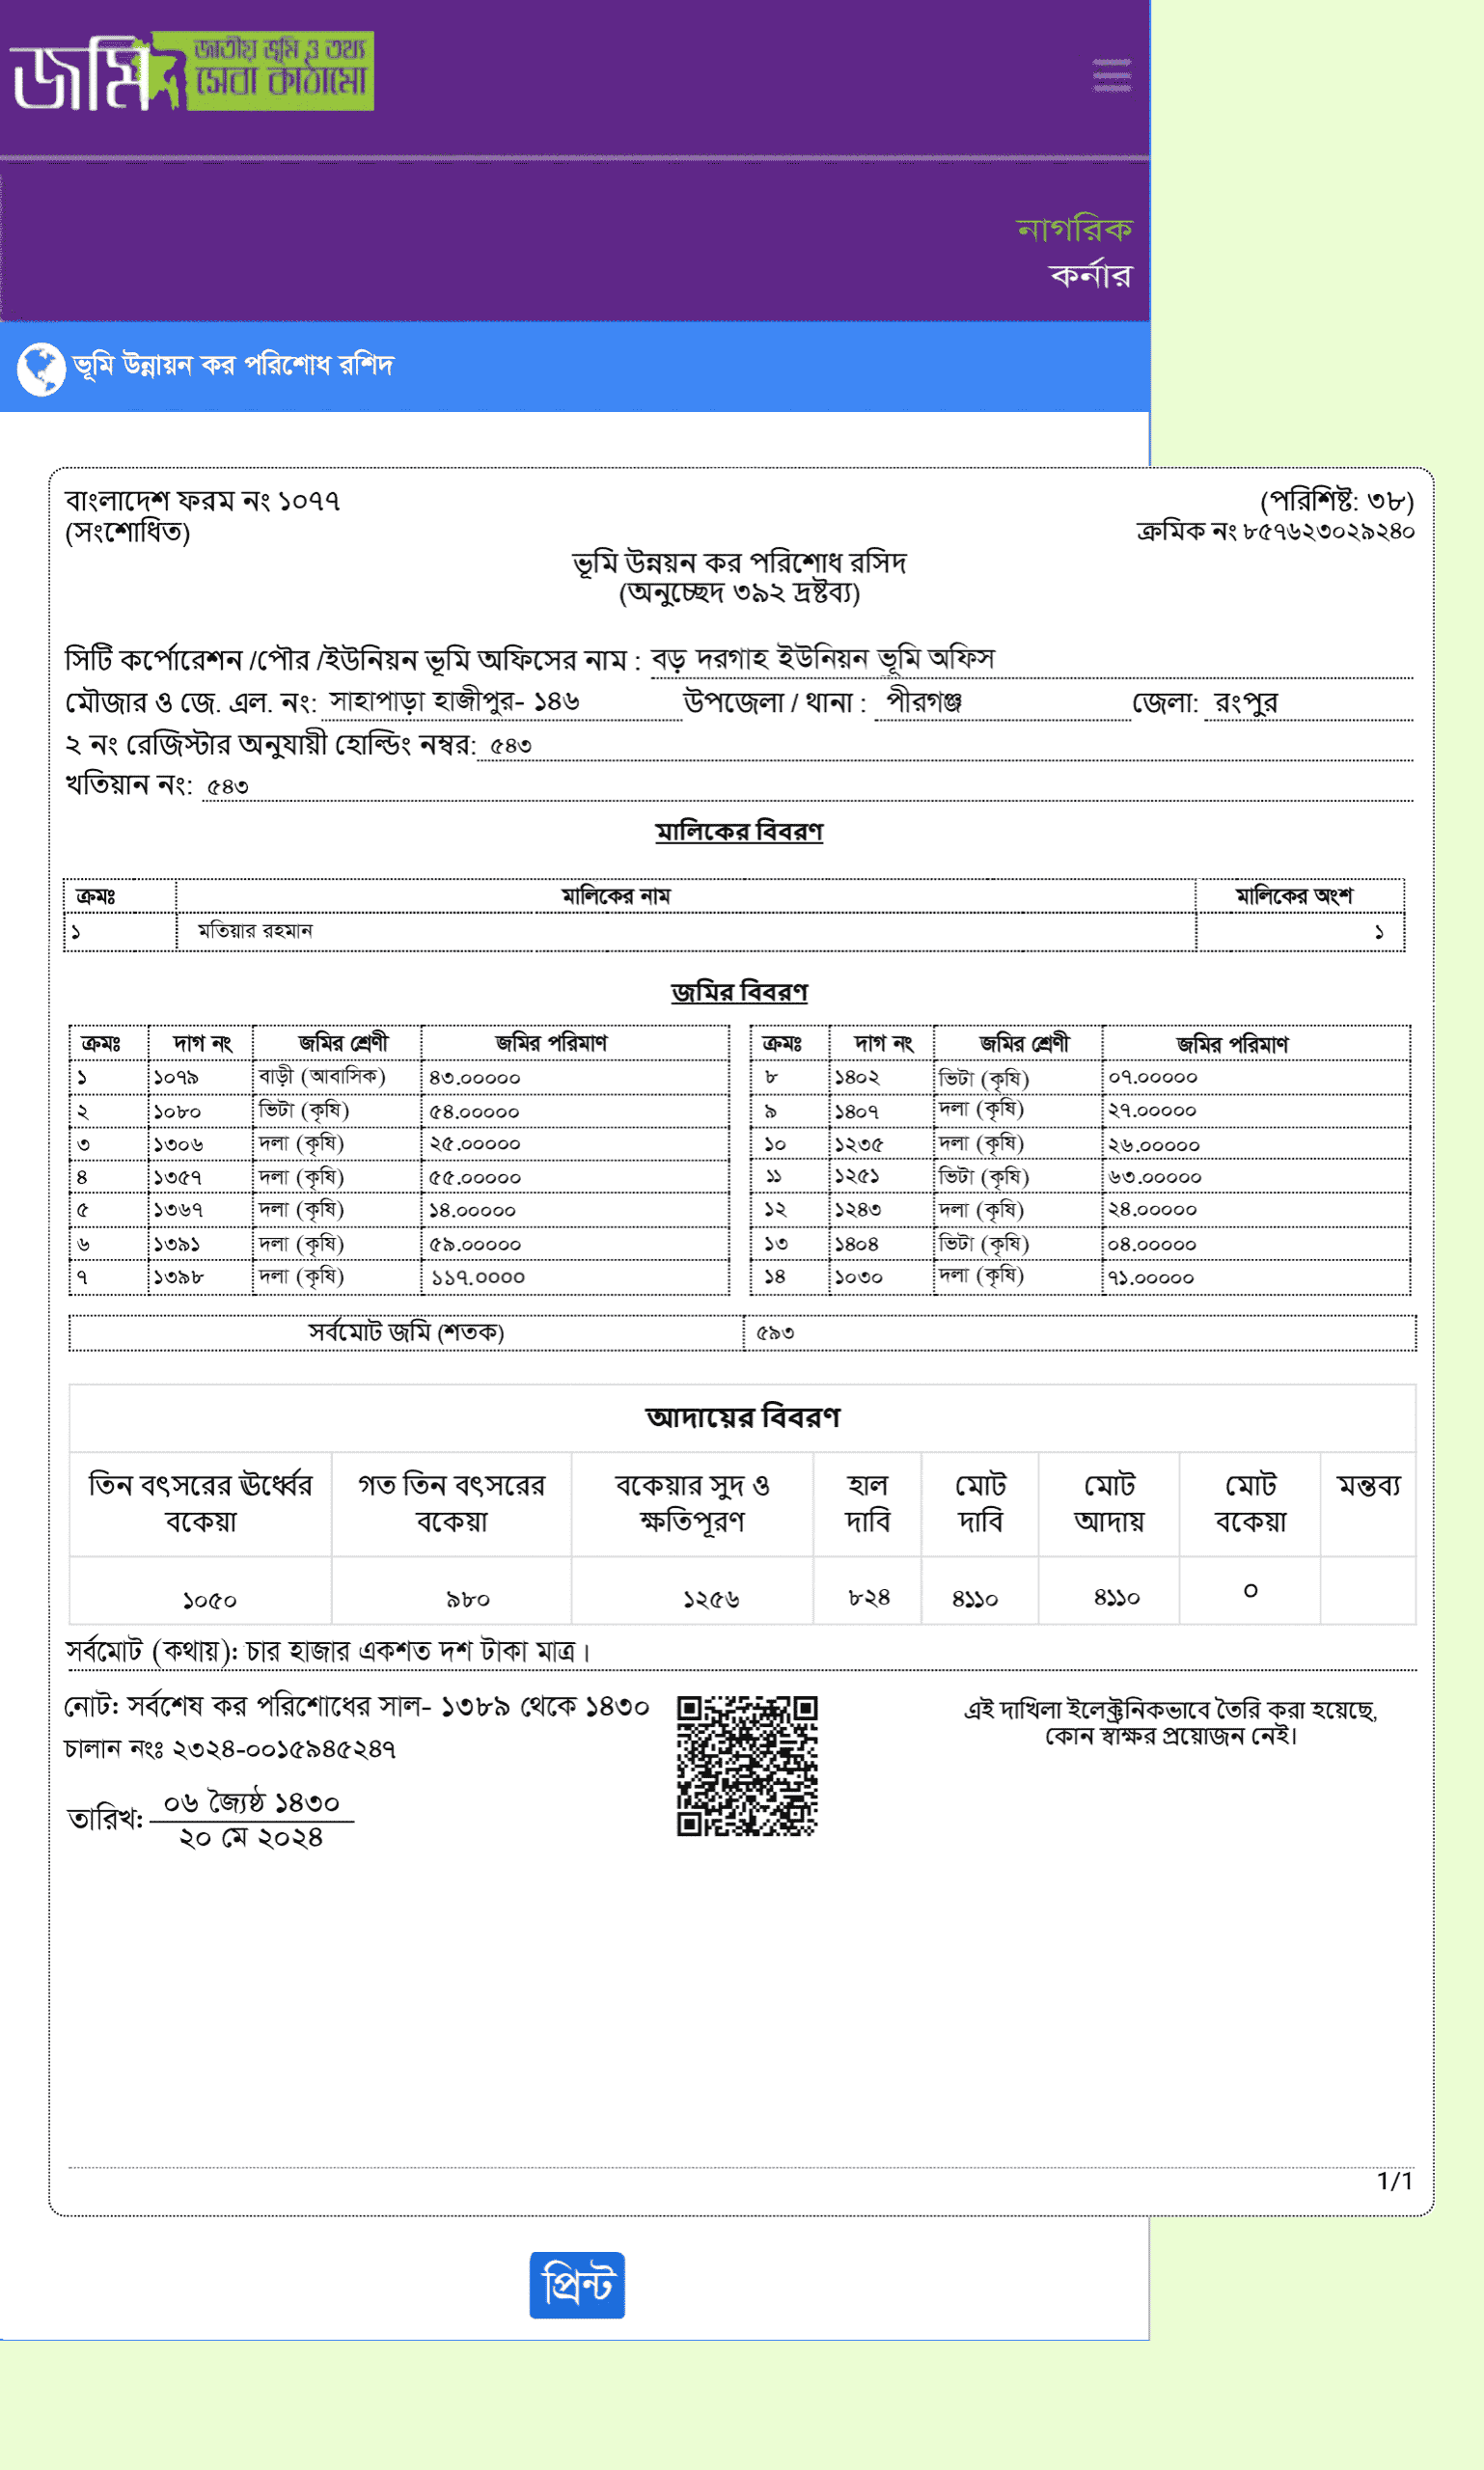 জমি জাতীয় ভূমি ও তথ্য
সেবা কাঠামো
নাগরিক
কর্নার
ভূমি উন্নায়ন কর পরিশোধ রশিদ
বাংলাদেশ ফরম নং ১০৭৭ (পরিশিষ্ট: ৩৮)
(সংশোধিত) ক্রমিক নং ৮৫৭৬২৩০২৯২৪০
ভূমি উন্নয়ন কর পরিশোধ রসিদ
(অনুচ্ছেদ ৩৯২ দ্রষ্টব্য)
সিটি কর্পোরেশন /পৌর /ইউনিয়ন ভূমি অফিসের নাম : বড় দরগাহ ইউনিয়ন ভূমি অফিস
মৌজার ও জে. এল. নং: সাহাপাড়া হাজীপুর- ১৪৬ উপজেলা / থানা : পীরগঞ্জ জেলা: রংপুর
২ নং রেজিস্টার অনুযায়ী হোল্ডিং নম্বর: ৫৪৩
খতিয়ান নং: ৫৪৩
মালিকের বিবরণ
ক্রমঃ মালিকের নাম মালিকের অংশ
১ মতিয়ার রহমান ১
জমির বিবরণ
ক্রমঃ দাগ নং জমির শ্রেণী জমির পরিমাণ ক্রমঃ দাগ নং জমির শ্রেণী জমির পরিমাণ
১ ১০৭৯ বাড়ী (আবাসিক) ৪৩.০০০০০ ৮ ১৪০২ ভিটা (কৃষি) ০৭.০০০০০
২ ১০৮০ ভিটা (কৃষি) ৫৪.০০০০০ ৯ ১৪০৭ দলা (কৃষি) ২৭.০০০০০
৩ ১৩০৬ দলা (কৃষি) ২৫.০০০০০ ১০ ১২৩৫ দলা (কৃষি) ২৬.০০০০০
৪ ১৩৫৭ দলা (কৃষি) ৫৫.০০০০০ ১১ ১২৫১ ভিটা (কৃষি) ৬৩.০০০০০
৫ ১৩৬৭ দলা (কৃষি) ১৪.০০০০০ ১২ ১২৪৩ দলা (কৃষি) ২৪.০০০০০
৬ ১৩৯১ দলা (কৃষি) ৫৯.০০০০০ ১৩ ১৪০৪ ভিটা (কৃষি) ০৪.০০০০০
৭ ১৩৯৮ দলা (কৃষি) ১১৭.০০০০ ১৪ ১০৩০ দলা (কৃষি) ৭১.০০০০০
সর্বমোট জমি (শতক) ৫৯৩
আদায়ের বিবরণ
তিন বৎসরের ঊর্ধ্বের গত তিন বৎসরের বকেয়ার সুদ ও হাল মোট মোট মোট মন্তব্য
বকেয়া বকেয়া ক্ষতিপূরণ দাবি দাবি আদায় বকেয়া
১০৫০ ৯৮০ ১২৫৬ ৮২৪ ৪১১০ ৪১১০ ০
সর্বমোট (কথায়): চার হাজার একশত দশ টাকা মাত্র।
নোট: সর্বশেষ কর পরিশোধের সাল- ১৩৮৯ থেকে ১৪৩০
চালান নংঃ ২৩২৪-০০১৫৯৪৫২৪৭
তারিখ: ০৬ জ্যৈষ্ঠ ১৪৩০
২০ মে ২০২৪
এই দাখিলা ইলেক্ট্রনিকভাবে তৈরি করা হয়েছে,
কোন স্বাক্ষর প্রয়োজন নেই।
1/1
প্রিন্ট